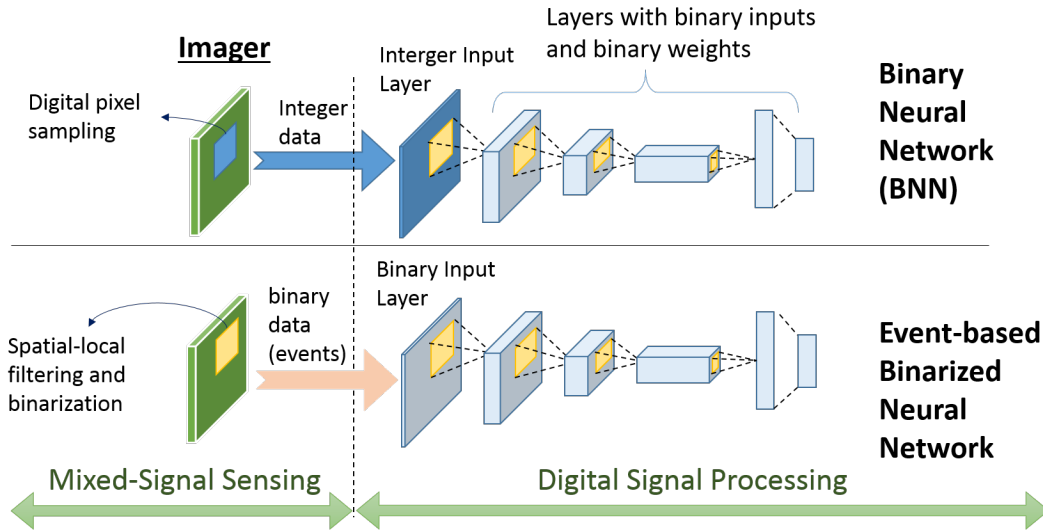 Layers with binary inputs
and binary weights
Imager
Interger Input
Layer
Digital pixel
sampling
Integer
data
Binary
Neural
Network
(BNN)
Binary Input
Layer
binary
data
(events)
Spatial-local
filtering and
binarization
Event-based
Binarized
Neural
Network
Mixed-Signal Sensing
Digital Signal Processing